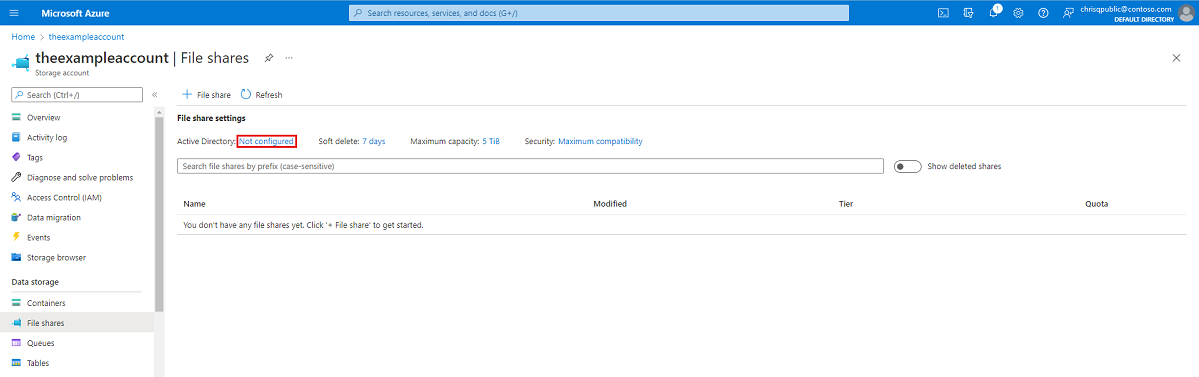 Microsoft Azure
Search resources, services, and docs (G+/)
1
chrisqpublic@contoso.com
DEFAULT DIRECTORY
Home > theexampleaccount >
theexampleaccount | File shares
Storage account
Search (Ctrl+/)
Overview
Activity log
Tags
Diagnose and solve problems
Access Control (IAM)
Data migration
Events
Storage browser
Data storage
Containers
File shares
Queues
Tables
File share
Refresh
File share settings
Active Directory: Not configured
Soft delete: 7 days
Maximum capacity: 5 TiB
Security: Maximum compatibility
Search file shares by prefix (case-sensitive)
Show deleted shares
Name Modified Tier Quota
You don't have any file shares yet. Click '+ File share' to get started.